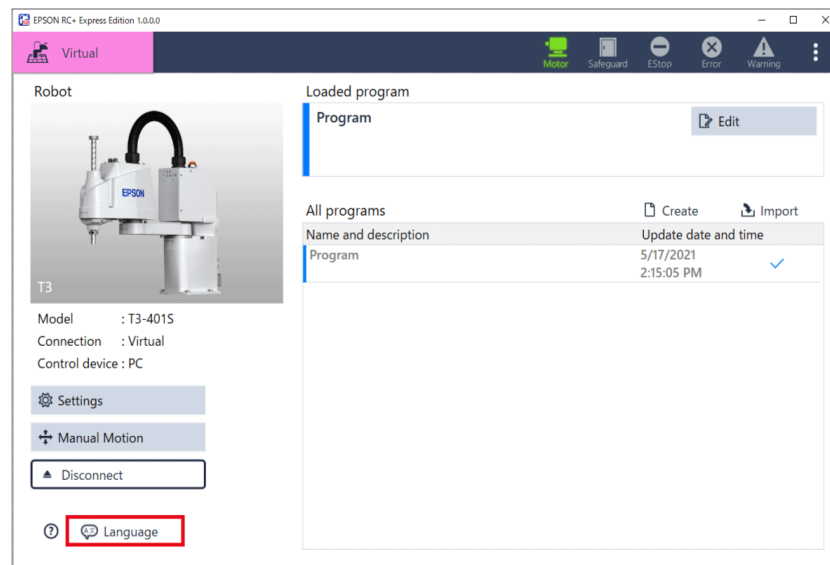 EPSON RC+ Express Edition 1.0.0.0
Virtual
Motor Safeguard EStop Error Warning
Robot
EPSON
T3
Model : T3-401S
Connection : Virtual
Control device : PC
Settings
Manual Motion
Disconnect
Language
Loaded program
Program
Edit
All programs
Create Import
Name and description Update date and time
Program 5/17/2021
2:15:05 PM